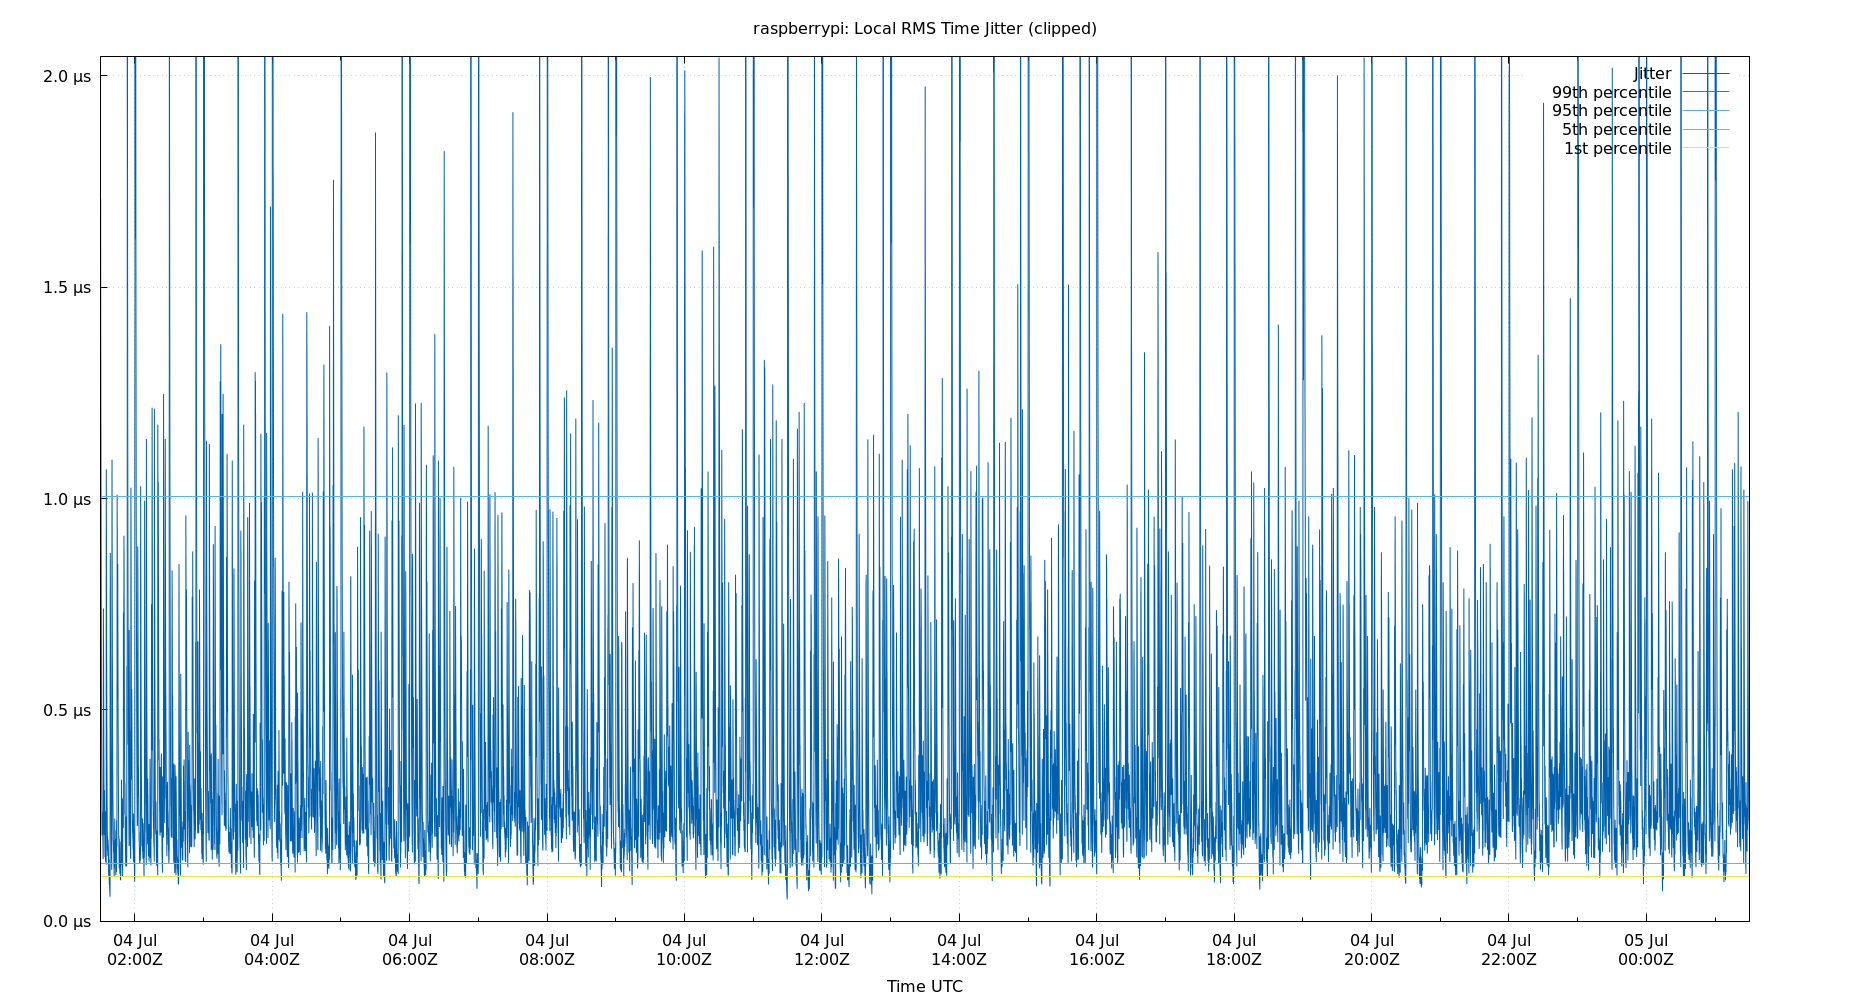 raspberrypi: Local RMS Time Jitter (clipped)
2.0 µs
1.5 µs
1.0 µs
0.5 µs
0.0 µs
Jitter
99th percentile
95th percentile
5th percentile
1st percentile
04 Jul 04 Jul 04 Jul 04 Jul 04 Jul 04 Jul 04 Jul 04 Jul 04 Jul 04 Jul 04 Jul 05 Jul
02:00Z 04:00Z 06:00Z 08:00Z 10:00Z 12:00Z 14:00Z 16:00Z 18:00Z 20:00Z 22:00Z 00:00Z
Time UTC